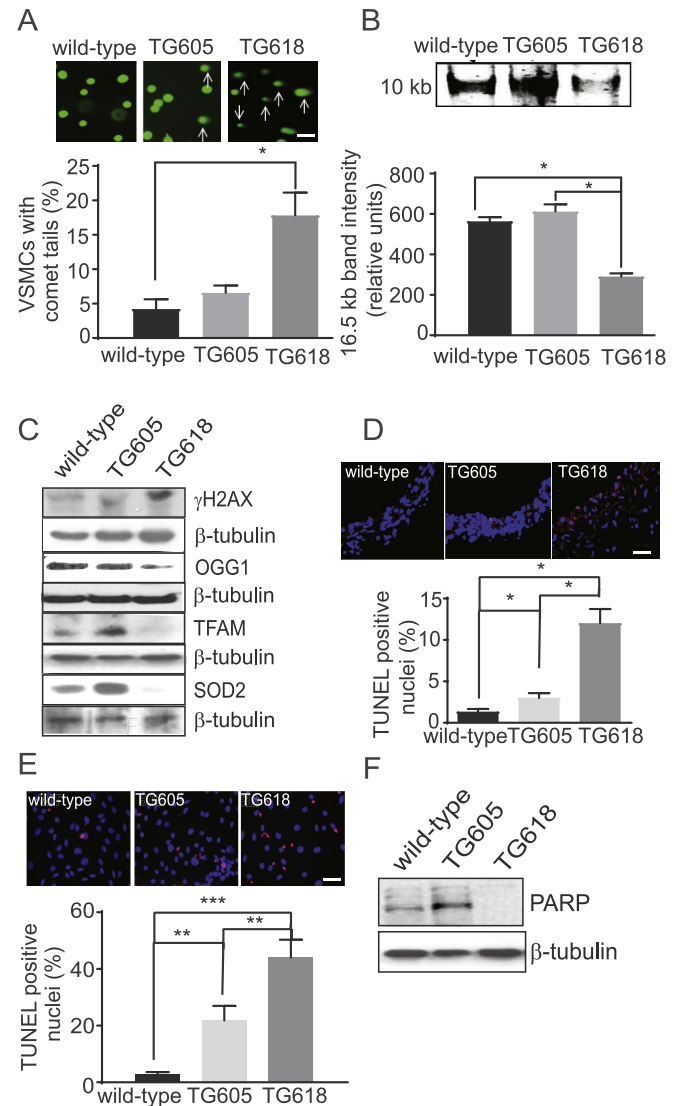 A
wild-type TG605 TG618
*
25
20
15
10
5
0
VSMCs with
comet tails (%)
wild-type TG605 TG618
B
wild-type TG605 TG618
10 kb
*
*
800
600
400
200
0
16.5 kb band intensity
(relative units)
wild-type TG605 TG618
C
wild-type TG605 TG618
γH2AX
β-tubulin
OGG1
β-tubulin
TFAM
β-tubulin
SOD2
β-tubulin
D
wild-type TG605 TG618
*
* *
15
10
5
0
TUNEL positive
nuclei (%)
wild-type TG605 TG618
E
wild-type TG605 TG618
***
** **
60
40
20
0
TUNEL positive
nuclei (%)
wild-type TG605 TG618
F
wild-type TG605 TG618
PARP
β-tubulin